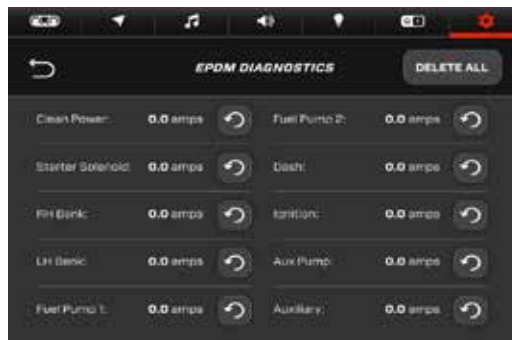 EPDM DIAGNOSTICS
DELETE ALL
Clean Power: 0.0 amps
Fuel Pump 2: 0.0 amps
Starter Solenoid: 0.0 amps
Dash: 0.0 amps
RH Bank: 0.0 amps
Ignition: 0.0 amps
LH Bank: 0.0 amps
Aux Pump: 0.0 amps
Fuel Pump 1: 0.0 amps
Auxiliary: 0.0 amps